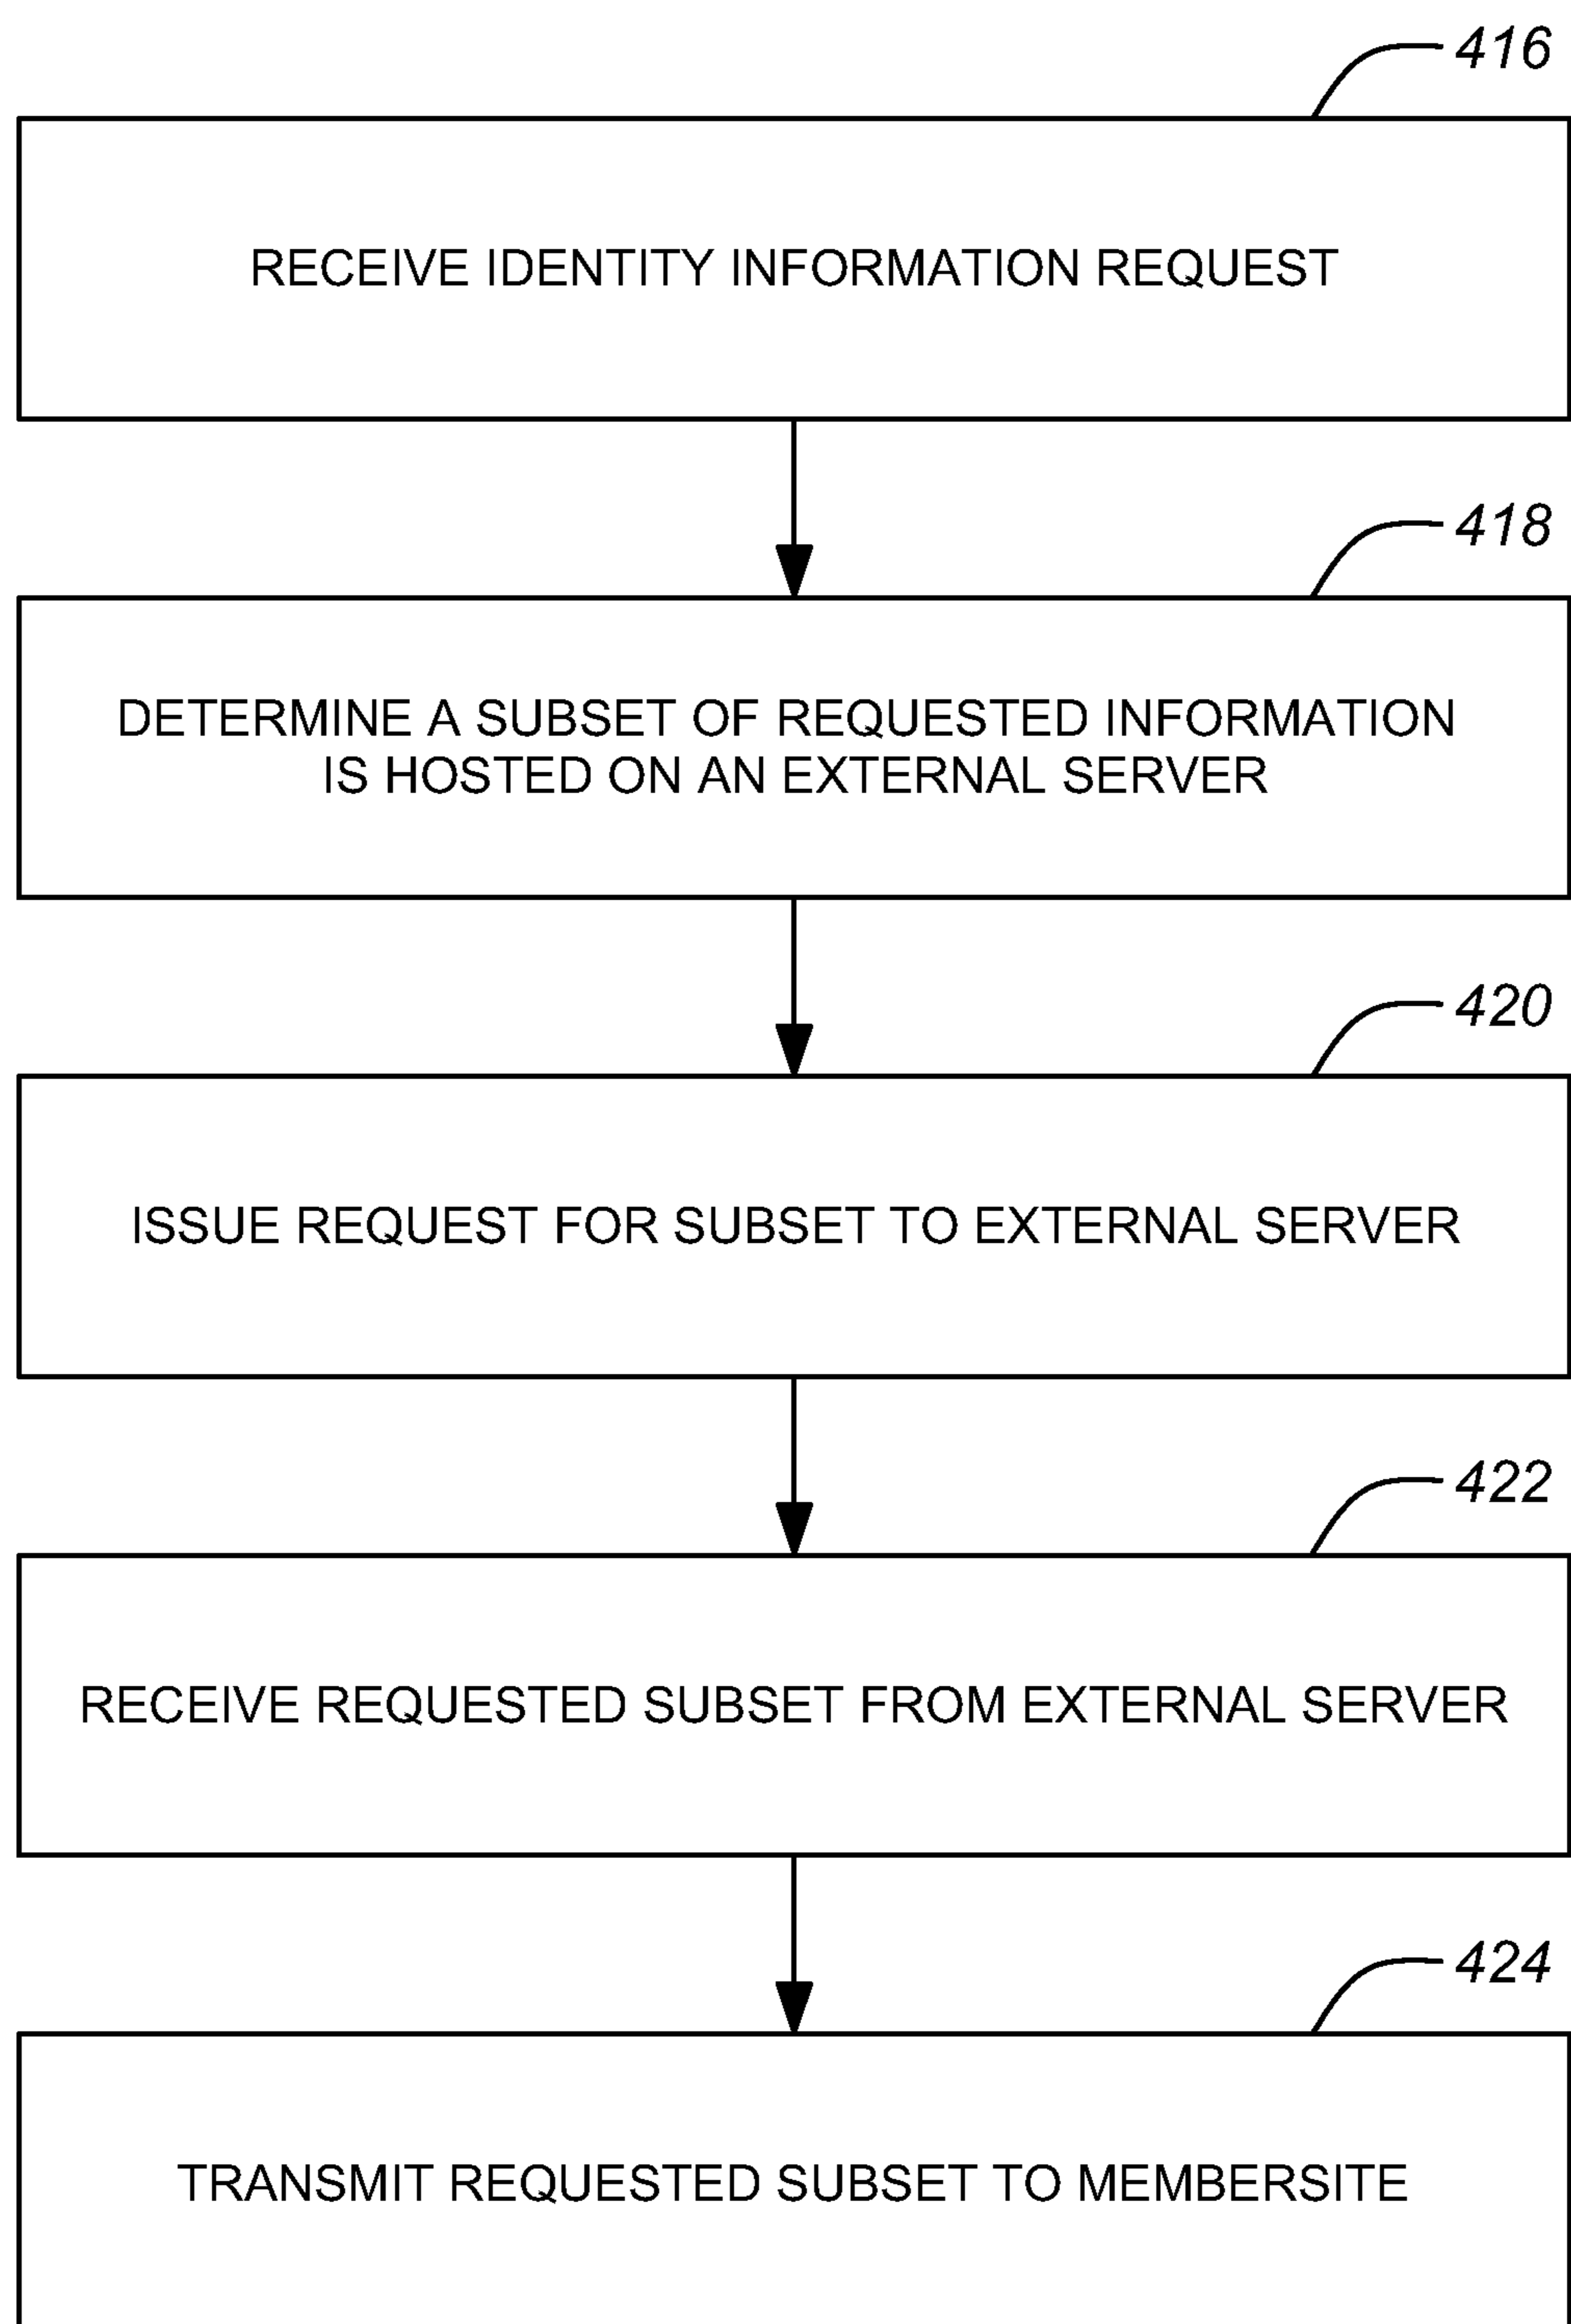 416
RECEIVE IDENTITY INFORMATION REQUEST
418
DETERMINE A SUBSET OF REQUESTED INFORMATION
IS HOSTED ON AN EXTERNAL SERVER
420
ISSUE REQUEST FOR SUBSET TO EXTERNAL SERVER
422
RECEIVE REQUESTED SUBSET FROM EXTERNAL SERVER
424
TRANSMIT REQUESTED SUBSET TO MEMBERSITE